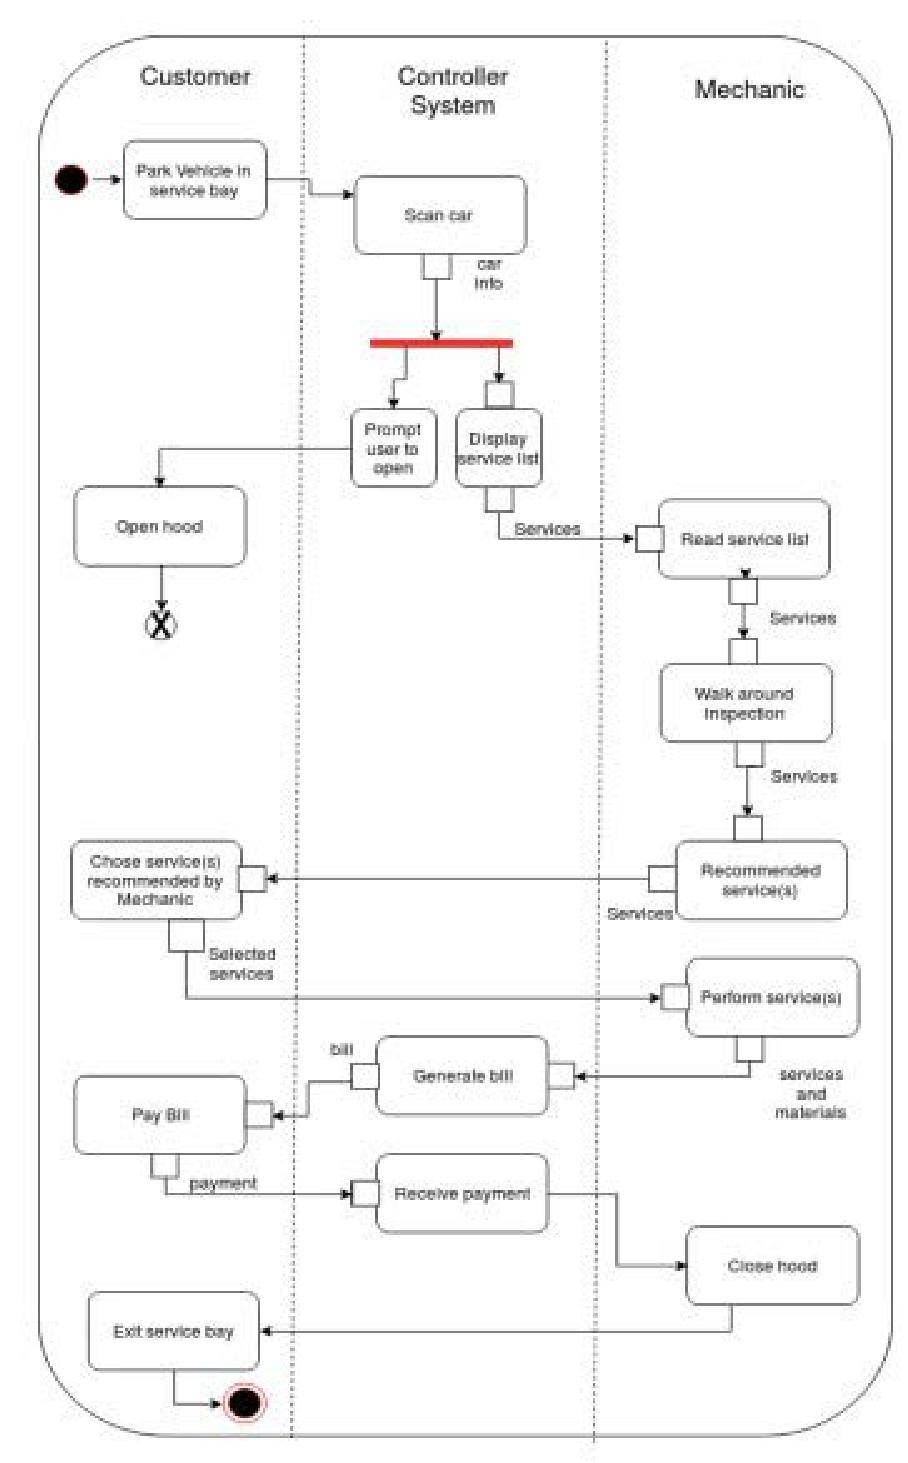 Customer
Controller
System
Mechanic
Park Vehicle in
service bay
Scan car
car
info
Prompt
user to
open
Display
service list
Open hood
Services
Read service list
X
Services
Walk around
Inspection
Services
Chose service(s)
recommended by
Mechanic
Recommended
service(s)
Services
Selected
services
Perform service(s)
bill
Generate bill
services
and
materials
Pay Bill
payment
Receive payment
Close hood
Exit service bay